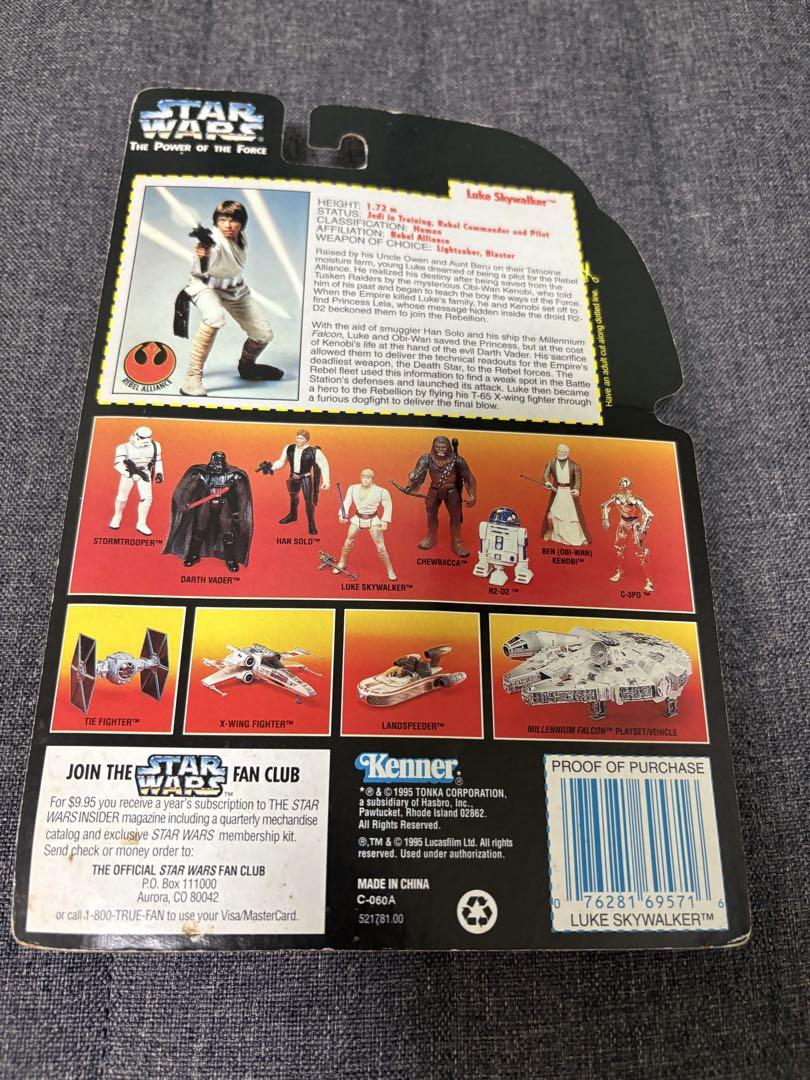 STAR
WARS®
THE POWER OF THE FORCE
Luke Skywalker™
HEIGHT: 1.72 m
STATUS: Jedi in Training, Rebel Commander and Pilot
CLASSIFICATION: Human
AFFILIATION: Rebel Alliance
WEAPON OF CHOICE: Lightsaber, Blaster
Raised by his Uncle Owen and Aunt Beru on their Tatooine
moisture farm, young Luke dreamed of being a pilot for the Rebel
Alliance. He realized his destiny after being saved from the
Tusken Raiders by the mysterious Obi-Wan Kenobi, who told
him of his past and began to teach the boy the ways of the Force.
When the Empire killed Luke's family, he and Kenobi set off to
find Princess Leia, whose message hidden inside the droid R2-
D2 beckoned them to join the Rebellion.
With the aid of smuggler Han Solo and his ship the Millennium
Falcon, Luke and Obi-Wan saved the Princess, but at the cost
of Kenobi's life at the hand of the evil Darth Vader. His sacrifice
allowed them to deliver the technical readouts for the Empire's
deadliest weapon, the Death Star, to the Rebel forces. The
Rebel fleet used this information to find a weak spot in the Battle
Station's defenses and launched its attack. Luke then became
a hero to the Rebellion by flying his T-65 X-wing fighter through
a furious dogfight to deliver the final blow.
Have an adult cut along dotted line.
REBEL ALLIANCE
STORMTROOPER™
DARTH VADER™
HAN SOLO™
LUKE SKYWALKER™
CHEWBACCA™
R2-D2™
BEN (OBI-WAN)
KENOBI™
C-3PO™
TIE FIGHTER™
X-WING FIGHTER™
LANDSPEEDER™
MILLENNIUM FALCON™ PLAYSET/VEHICLE
JOIN THE STAR WARS™ FAN CLUB
For $9.95 you receive a year's subscription to THE STAR
WARS INSIDER magazine including a quarterly merchandise
catalog and exclusive STAR WARS membership kit.
Send check or money order to:
THE OFFICIAL STAR WARS FAN CLUB
P.O. Box 111000
Aurora, CO 80042
or call 1-800-TRUE-FAN to use your Visa/MasterCard.
Kenner®
*® & © 1995 TONKA CORPORATION,
a subsidiary of Hasbro, Inc.,
Pawtucket, Rhode Island 02862.
All Rights Reserved.
®,TM & © 1995 Lucasfilm Ltd. All rights
reserved. Used under authorization.
MADE IN CHINA
C-060A
521781.00
PROOF OF PURCHASE
0 76281 69571 6
LUKE SKYWALKER™